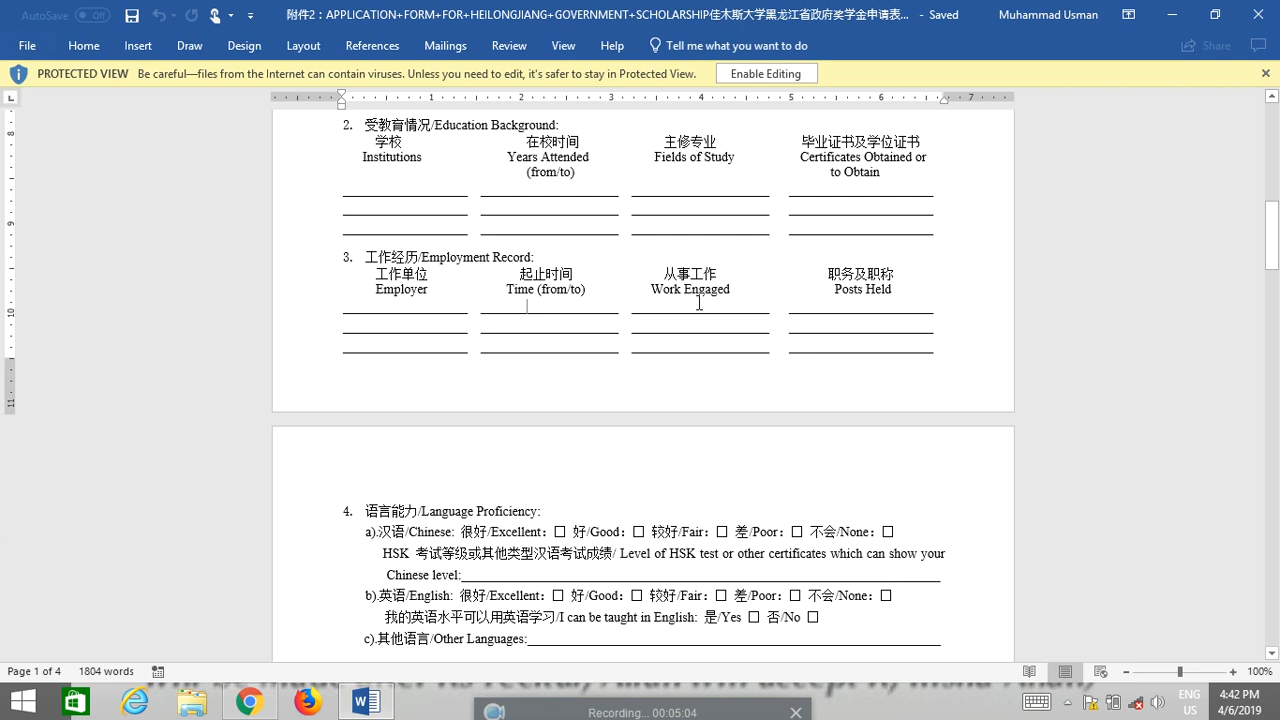 AutoSave Off 附件2：APPLICATION+FORM+FOR+HEILONGJIANG+GOVERNMENT+SCHOLARSHIP佳木斯大学黑龙江省政府奖学金申请表... - Saved Muhammad Usman
File Home Insert Draw Design Layout References Mailings Review View Help Tell me what you want to do Share
PROTECTED VIEW Be careful—files from the Internet can contain viruses. Unless you need to edit, it's safer to stay in Protected View. Enable Editing
1 2 3 4 5 6 7
2. 受教育情况/Education Background:
学校 在校时间 主修专业 毕业证书及学位证书
Institutions Years Attended Fields of Study Certificates Obtained or
(from/to) to Obtain
3. 工作经历/Employment Record:
工作单位 起止时间 从事工作 职务及职称
Employer Time (from/to) Work Engaged Posts Held
8
9
10
11
4. 语言能力/Language Proficiency:
a).汉语/Chinese: 很好/Excellent：□ 好/Good：□ 较好/Fair：□ 差/Poor：□ 不会/None：□
HSK 考试等级或其他类型汉语考试成绩/ Level of HSK test or other certificates which can show your
Chinese level:
b).英语/English: 很好/Excellent：□ 好/Good：□ 较好/Fair：□ 差/Poor：□ 不会/None：□
我的英语水平可以用英语学习/I can be taught in English: 是/Yes □ 否/No □
c).其他语言/Other Languages:
Page 1 of 4 1804 words 100%
Recording... 00:05:04
ENG 4:42 PM
US 4/6/2019